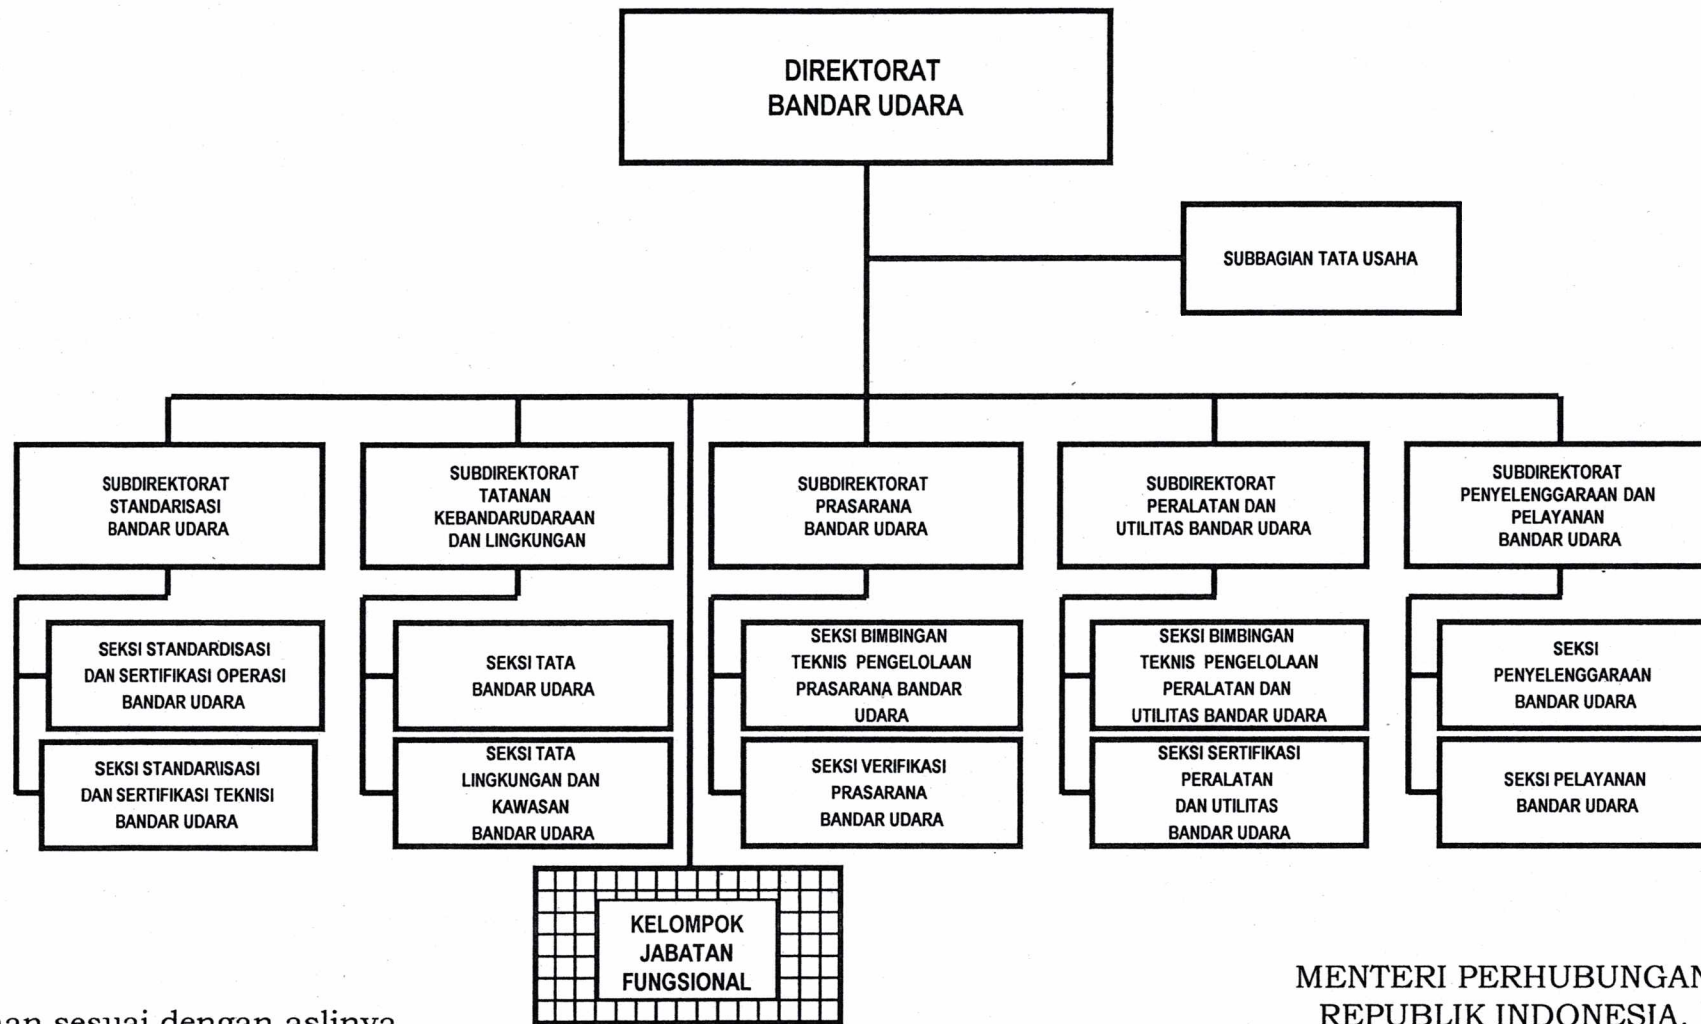 DIREKTORAT
BANDAR UDARA
SUBBAGIAN TATA USAHA
SUBDIREKTORAT
STANDARISASI
BANDAR UDARA
SUBDIREKTORAT
TATANAN
KEBANDARUDARAAN
DAN LINGKUNGAN
SUBDIREKTORAT
PRASARANA
BANDAR UDARA
SUBDIREKTORAT
PERALATAN DAN
UTILITAS BANDAR UDARA
SUBDIREKTORAT
PENYELENGGARAAN DAN
PELAYANAN
BANDAR UDARA
SEKSI STANDARDISASI
DAN SERTIFIKASI OPERASI
BANDAR UDARA
SEKSI TATA
BANDAR UDARA
SEKSI BIMBINGAN
TEKNIS PENGELOLAAN
PRASARANA BANDAR
UDARA
SEKSI BIMBINGAN
TEKNIS PENGELOLAAN
PERALATAN DAN
UTILITAS BANDAR UDARA
SEKSI
PENYELENGGARAAN
BANDAR UDARA
SEKSI STANDARISASI
DAN SERTIFIKASI TEKNISI
BANDAR UDARA
SEKSI TATA
LINGKUNGAN DAN
KAWASAN
BANDAR UDARA
SEKSI VERIFIKASI
PRASARANA
BANDAR UDARA
SEKSI SERTIFIKASI
PERALATAN
DAN UTILITAS
BANDAR UDARA
SEKSI PELAYANAN
BANDAR UDARA
KELOMPOK
JABATAN
FUNGSIONAL
MENTERI PERHUBUNGAN
REPUBLIK INDONESIA,
sesuai dengan aslinya